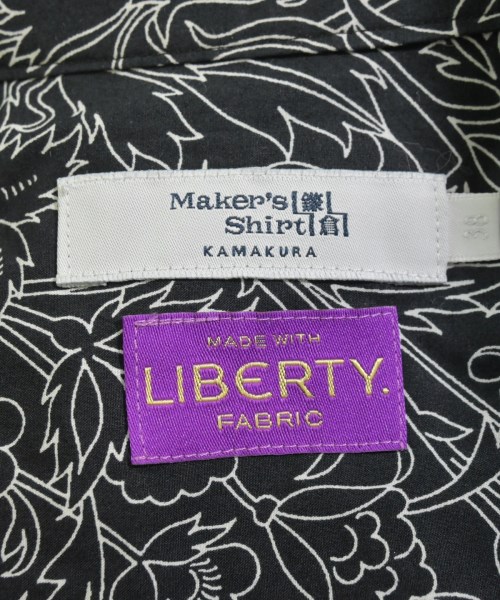 Maker's 鎌
Shirt 倉
KAMAKURA
MADE WITH
LIBERTY.
FABRIC